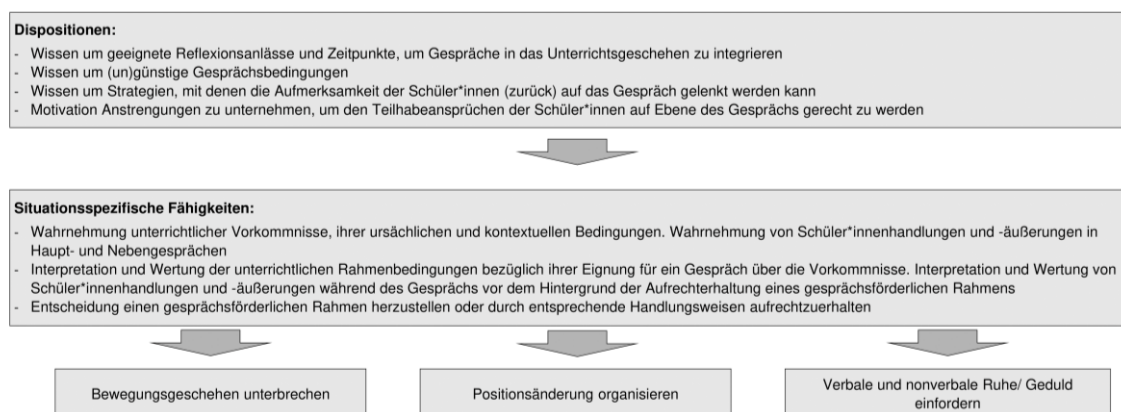 Dispositionen:
- Wissen um geeignete Reflexionsanlässe und Zeitpunkte, um Gespräche in das Unterrichtsgeschehen zu integrieren
- Wissen um (un)günstige Gesprächsbedingungen
- Wissen um Strategien, mit denen die Aufmerksamkeit der Schüler*innen (zurück) auf das Gespräch gelenkt werden kann
- Motivation Anstrengungen zu unternehmen, um den Teilhabeansprüchen der Schüler*innen auf Ebene des Gesprächs gerecht zu werden
Situationsspezifische Fähigkeiten:
- Wahrnehmung unterrichtlicher Vorkommnisse, ihrer ursächlichen und kontextuellen Bedingungen. Wahrnehmung von Schüler*innenhandlungen und -äußerungen in
Haupt- und Nebengesprächen
- Interpretation und Wertung der unterrichtlichen Rahmenbedingungen bezüglich ihrer Eignung für ein Gespräch über die Vorkommnisse. Interpretation und Wertung von
Schüler*innenhandlungen und -äußerungen während des Gesprächs vor dem Hintergrund der Aufrechterhaltung eines gesprächsförderlichen Rahmens
- Entscheidung einen gesprächsförderlichen Rahmen herzustellen oder durch entsprechende Handlungsweisen aufrechtzuerhalten
Bewegungsgeschehen unterbrechen
Positionsänderung organisieren
Verbale und nonverbale Ruhe/ Geduld
einfordern